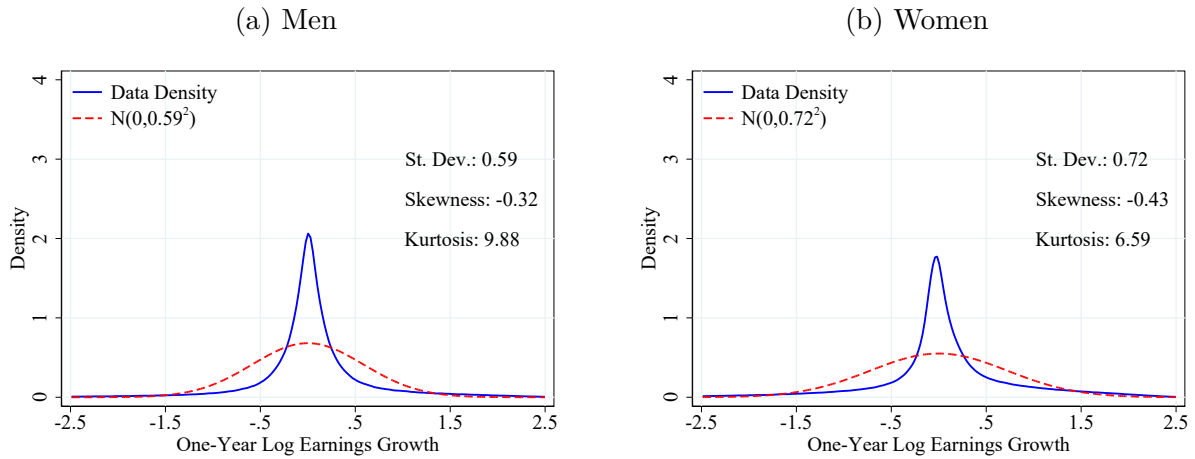 (a) Men
4
3
2
1
0
Density
Data Density
N(0,0.59²)
St. Dev.: 0.59
Skewness: -0.32
Kurtosis: 9.88
-2.5 -1.5 -.5 .5 1.5 2.5
One-Year Log Earnings Growth
(b) Women
4
3
2
1
0
Density
Data Density
N(0,0.72²)
St. Dev.: 0.72
Skewness: -0.43
Kurtosis: 6.59
-2.5 -1.5 -.5 .5 1.5 2.5
One-Year Log Earnings Growth